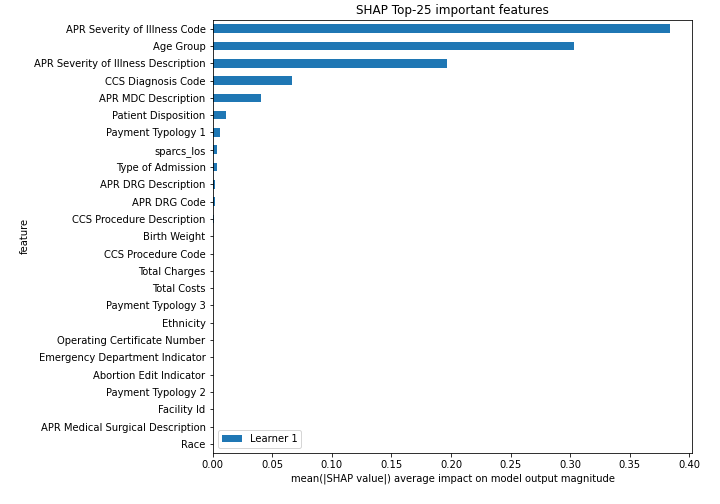 SHAP Top-25 important features
APR Severity of Illness Code
Age Group
APR Severity of Illness Description
CCS Diagnosis Code
APR MDC Description
Patient Disposition
Payment Typology 1
sparcs_los
Type of Admission
APR DRG Description
APR DRG Code
CCS Procedure Description
Birth Weight
CCS Procedure Code
Total Charges
Total Costs
Payment Typology 3
Ethnicity
Operating Certificate Number
Emergency Department Indicator
Abortion Edit Indicator
Payment Typology 2
Facility Id
APR Medical Surgical Description
Race
feature
Learner 1
0.00 0.05 0.10 0.15 0.20 0.25 0.30 0.35 0.40
mean(|SHAP value|) average impact on model output magnitude